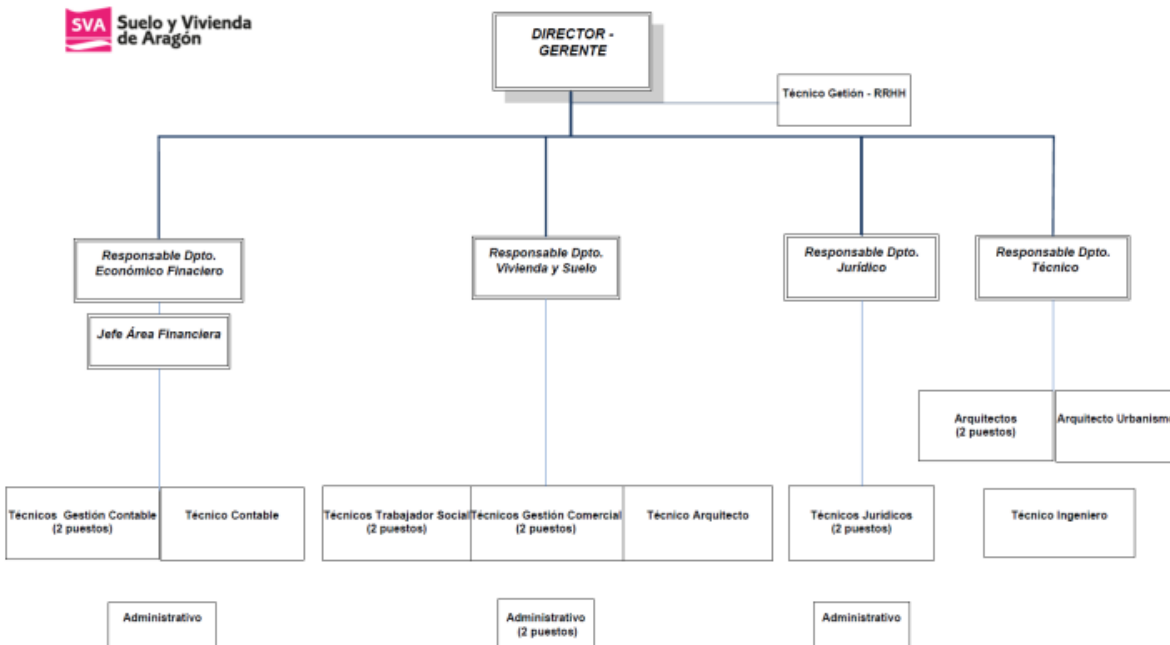 SVA Suelo y Vivienda
de Aragón
DIRECTOR -
GERENTE
Técnico Getión - RRHH
Responsable Dpto.
Económico Finaciero
Responsable Dpto.
Vivienda y Suelo
Responsable Dpto.
Jurídico
Responsable Dpto.
Técnico
Jefe Área Financiera
Arquitectos
(2 puestos)
Arquitecto Urbanismo
Técnicos Gestión Contable
(2 puestos)
Técnico Contable
Técnicos Trabajador Social
(2 puestos)
Técnicos Gestión Comercial
(2 puestos)
Técnico Arquitecto
Técnicos Jurídicos
(2 puestos)
Técnico Ingeniero
Administrativo
Administrativo
(2 puestos)
Administrativo